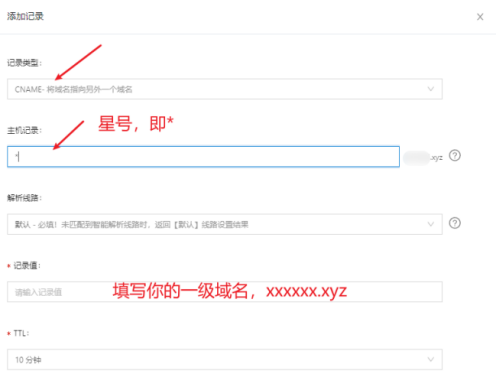 添加记录
记录类型：
CNAME- 将域名指向另外一个域名
星号，即*
主机记录：
*
.xyz
解析线路：
默认 - 必填！未匹配到智能解析线路时，返回【默认】线路设置结果
* 记录值：
请输入记录值
填写你的一级域名，xxxxxx.xyz
* TTL：
10 分钟